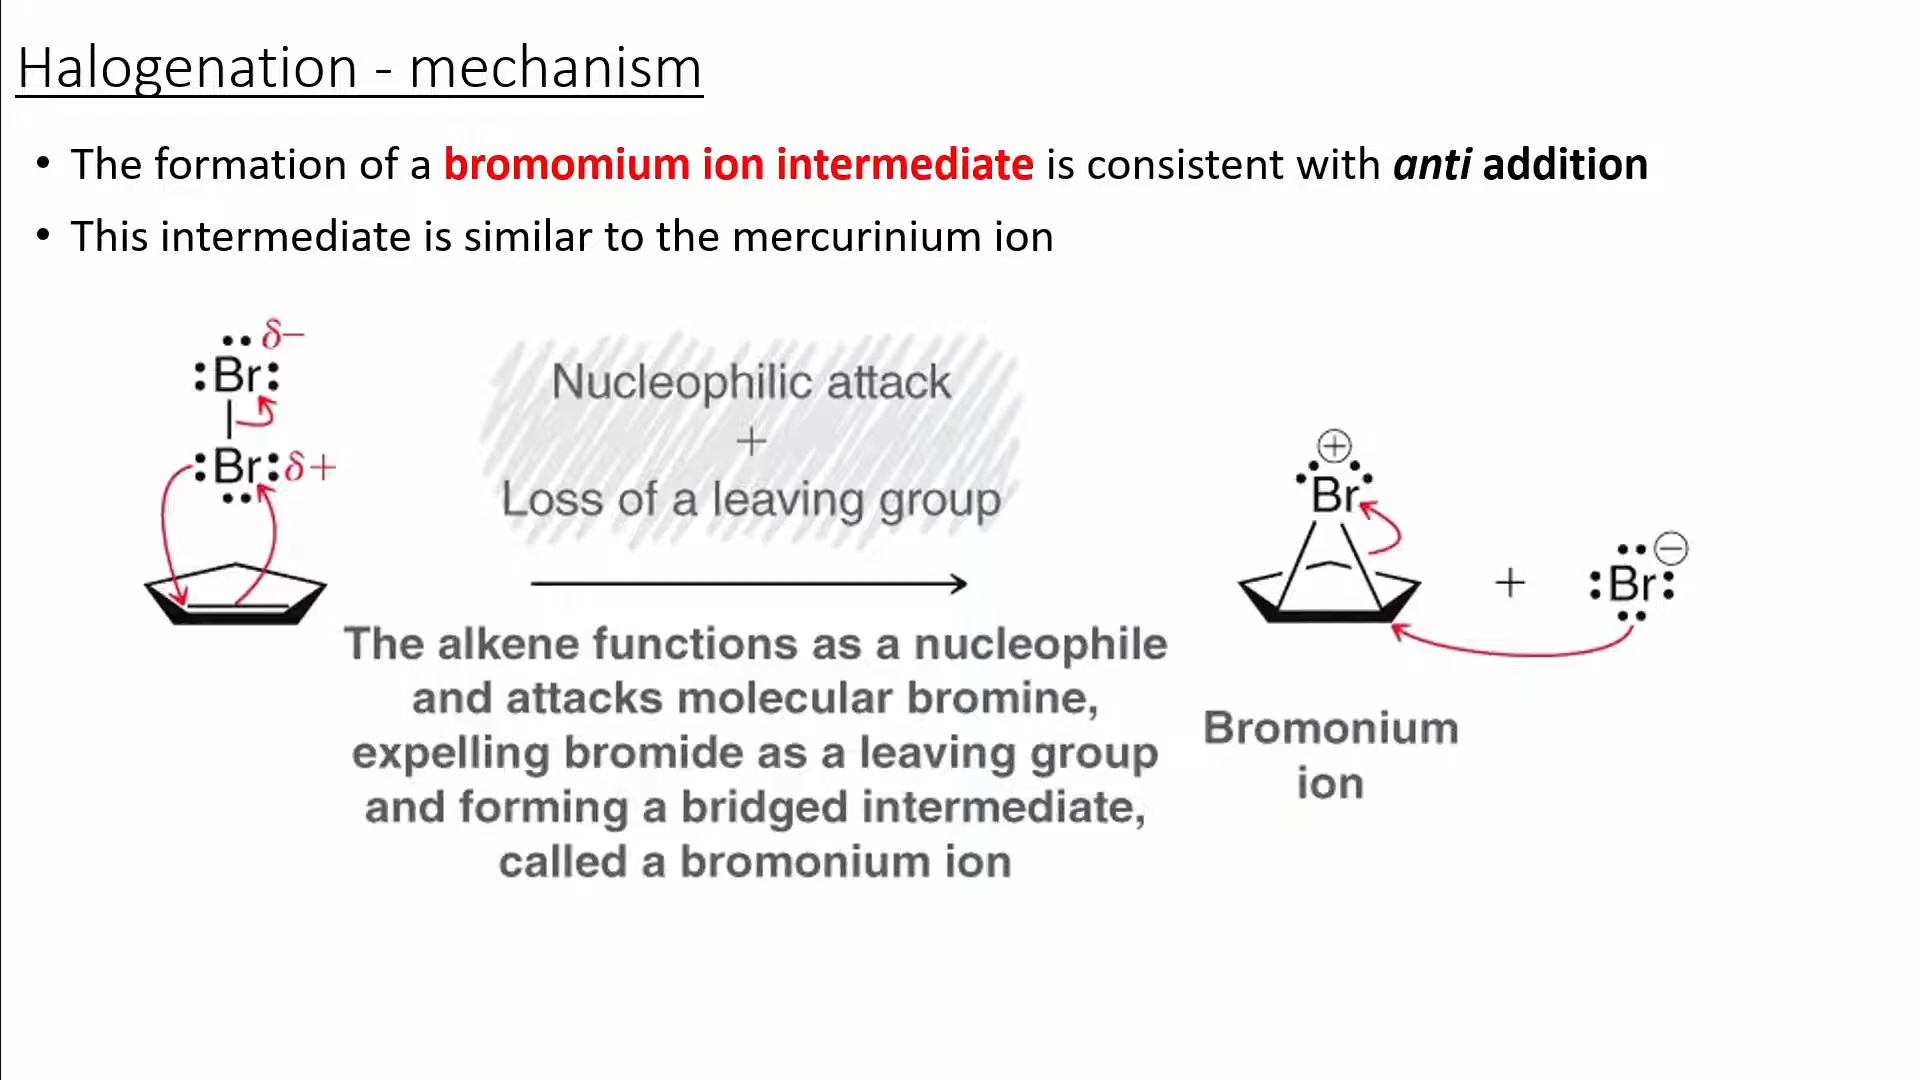 Halogenation - mechanism
• The formation of a bromomium ion intermediate is consistent with anti addition
• This intermediate is similar to the mercurinium ion
δ−
Br
Br δ+
Nucleophilic attack
+
Loss of a leaving group
The alkene functions as a nucleophile
and attacks molecular bromine,
expelling bromide as a leaving group
and forming a bridged intermediate,
called a bromonium ion
⊕
Br
Bromonium
ion
+
⊖
Br